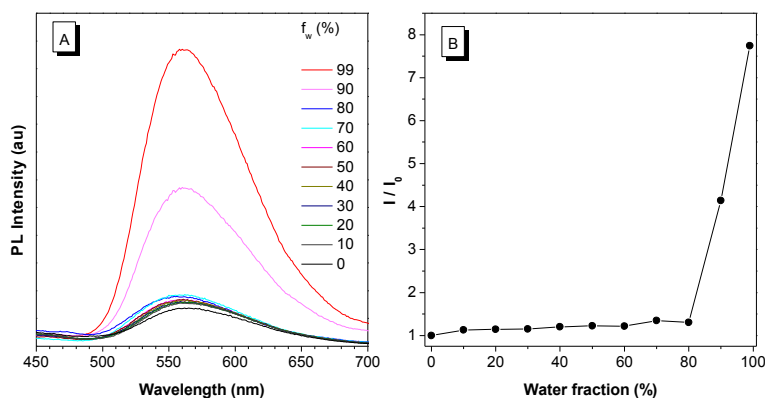 A
f_w (%)
99
90
80
70
60
50
40
30
20
10
0
PL Intensity (au)
450 500 550 600 650 700
Wavelength (nm)
B
8
7
6
5
4
3
2
1
I / I_0
0 20 40 60 80 100
Water fraction (%)